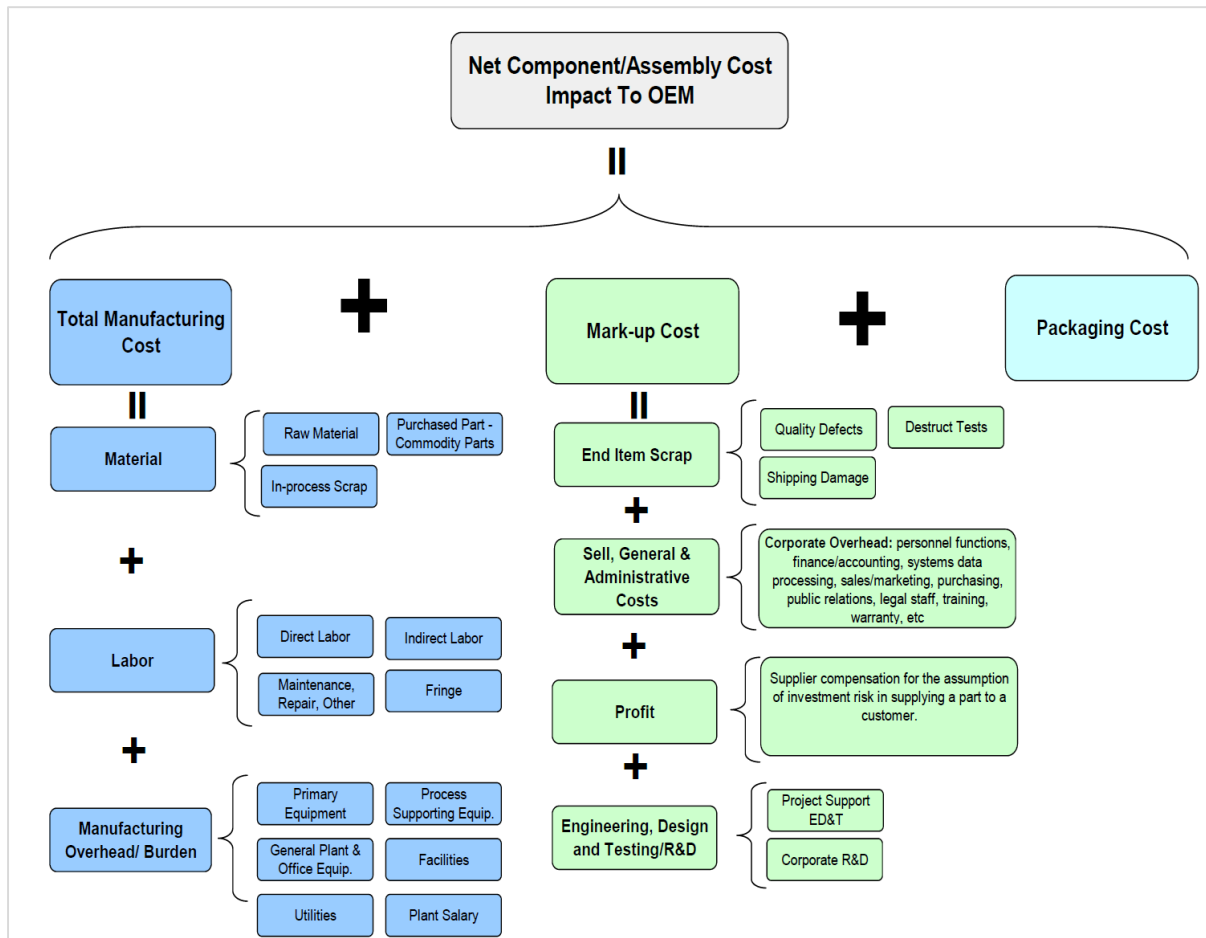 Net Component/Assembly Cost
Impact To OEM
=
Total Manufacturing
Cost
+
Mark-up Cost
+
Packaging Cost
=
Material
Raw Material
Purchased Part -
Commodity Parts
In-process Scrap
+
Labor
Direct Labor
Indirect Labor
Maintenance,
Repair, Other
Fringe
+
Manufacturing
Overhead/ Burden
Primary
Equipment
Process
Supporting Equip.
General Plant &
Office Equip.
Facilities
Utilities
Plant Salary
=
End Item Scrap
Quality Defects
Destruct Tests
Shipping Damage
+
Sell, General &
Administrative
Costs
Corporate Overhead: personnel functions,
finance/accounting, systems data
processing, sales/marketing, purchasing,
public relations, legal staff, training,
warranty, etc
+
Profit
Supplier compensation for the assumption
of investment risk in supplying a part to a
customer.
+
Engineering, Design
and Testing/R&D
Project Support
ED&T
Corporate R&D